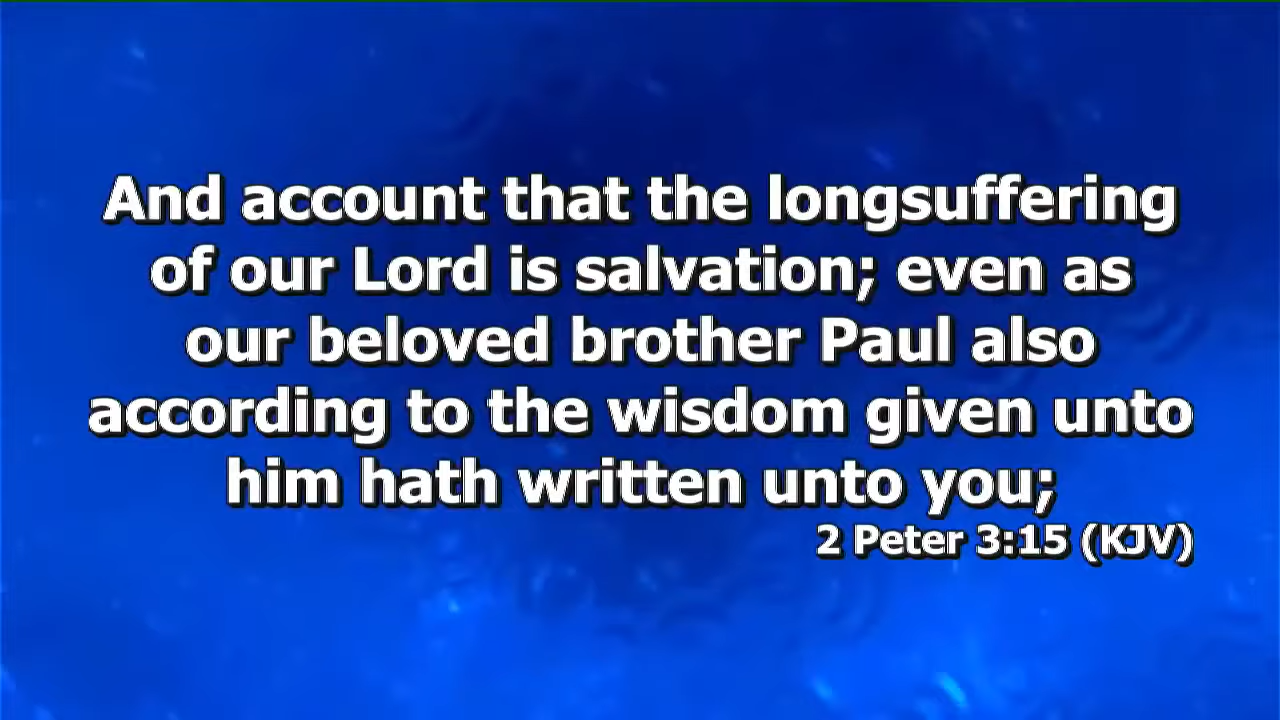 And account that the longsuffering
of our Lord is salvation; even as
our beloved brother Paul also
according to the wisdom given unto
him hath written unto you;
2 Peter 3:15 (KJV)